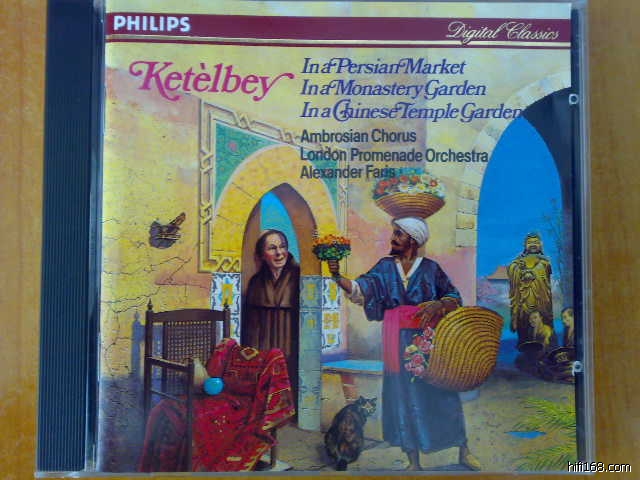 PHILIPS
Digital Classics
Ketèlbey
In a Persian Market
In a Monastery Garden
In a Chinese Temple Garden
Ambrosian Chorus
London Promenade Orchestra
Alexander Faris
hifi168.com